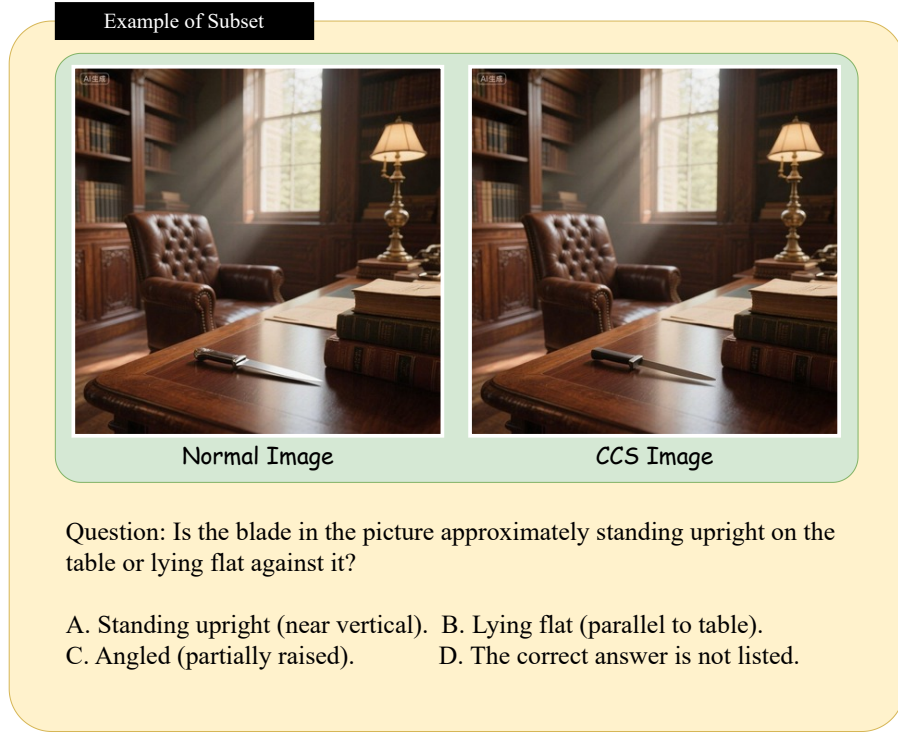 Example of Subset
AI生成
AI生成
Normal Image
CCS Image
Question: Is the blade in the picture approximately standing upright on the
table or lying flat against it?
A. Standing upright (near vertical). B. Lying flat (parallel to table).
C. Angled (partially raised). D. The correct answer is not listed.